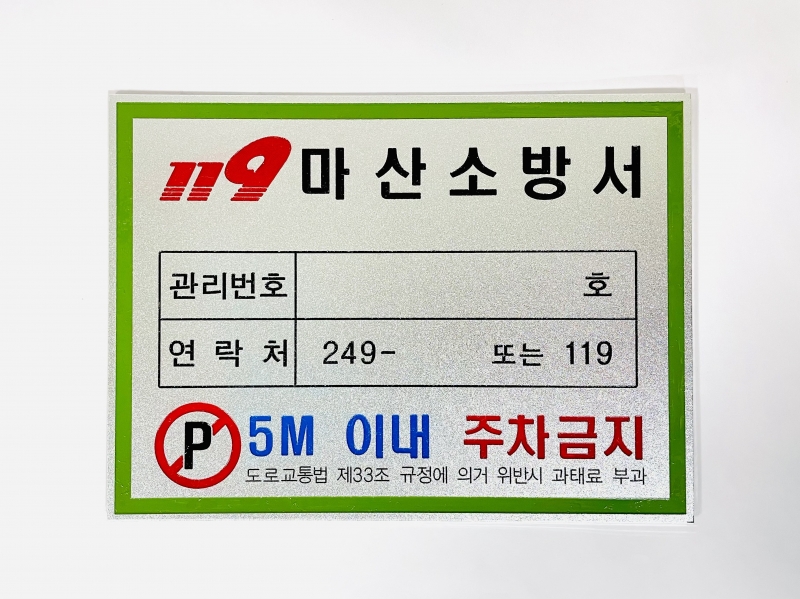 119 마산소방서
관리번호 호
연락처 249- 또는 119
P 5M 이내 주차금지
도로교통법 제33조 규정에 의거 위반시 과태료 부과